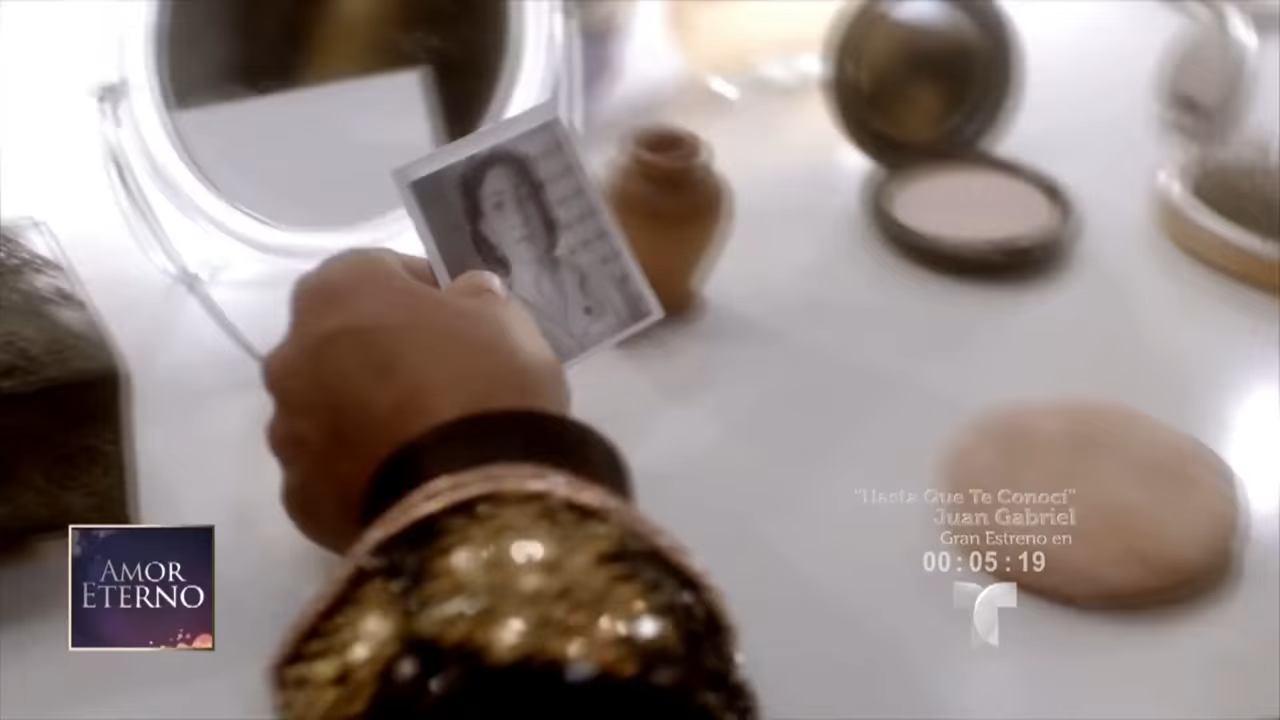 AMOR
ETERNO
"Hasta Que Te Conocí"
Juan Gabriel
Gran Estreno en
00:05:19